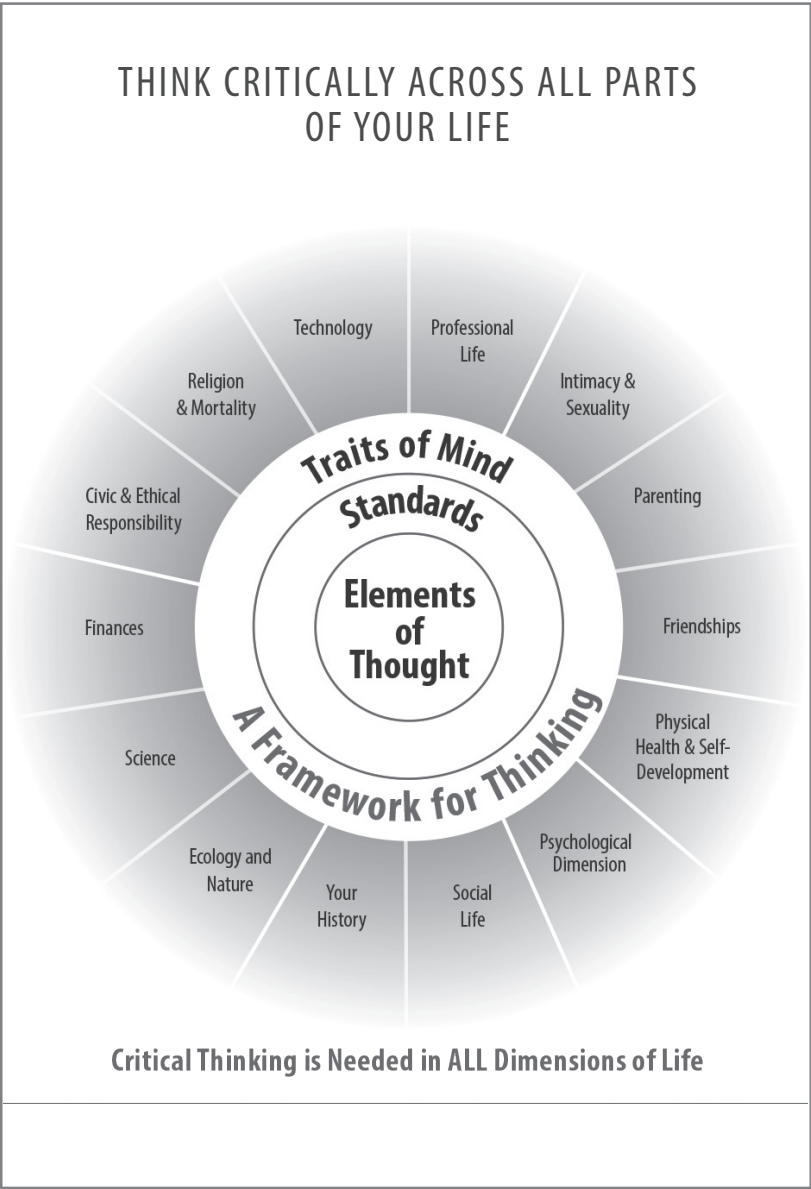 THINK CRITICALLY ACROSS ALL PARTS
OF YOUR LIFE
Technology
Professional
Life
Religion
& Mortality
Intimacy &
Sexuality
Civic & Ethical
Responsibility
Parenting
Finances
Friendships
Science
Physical
Health & Self-
Development
Ecology and
Nature
Psychological
Dimension
Your
History
Social
Life
Traits of Mind
Standards
Elements
of
Thought
A Framework for Thinking
Critical Thinking is Needed in ALL Dimensions of Life